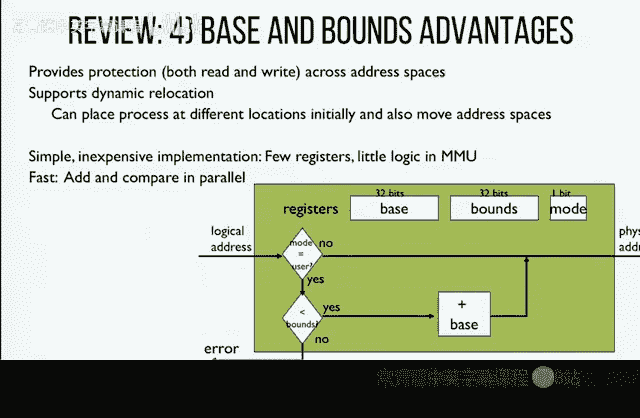 REVIEW: 4) BASE AND BOUNDS ADVANTAGES
Provides protection (both read and write) across address spaces
Supports dynamic relocation
Can place process at different locations initially and also move address spaces
Simple, inexpensive implementation: Few registers, little logic in MMU
Fast: Add and compare in parallel
32 bits 32 bits 1 bit
registers base bounds mode
logical
address
phys
addr
mode
=
user?
no
yes
<
bounds?
yes
no
+
base
error